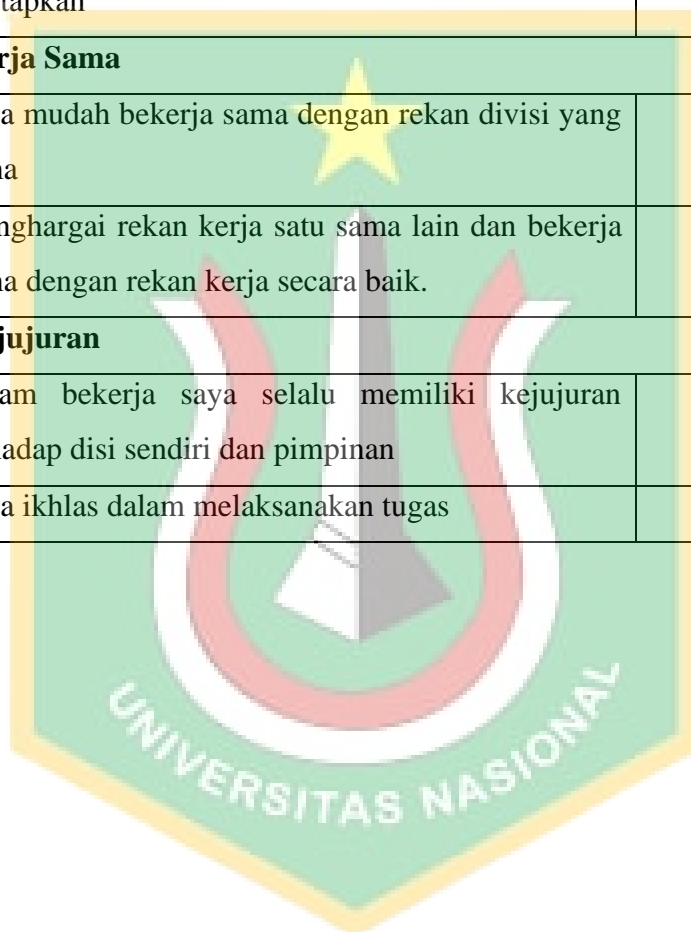 tapkan
rja Sama
a mudah bekerja sama dengan rekan divisi yang
na
nghargai rekan kerja satu sama lain dan bekerja
na dengan rekan kerja secara baik.
jujuran
am bekerja saya selalu memiliki kejujuran
adap disi sendiri dan pimpinan
a ikhlas dalam melaksanakan tugas
UNIVERSITAS NASIONAL